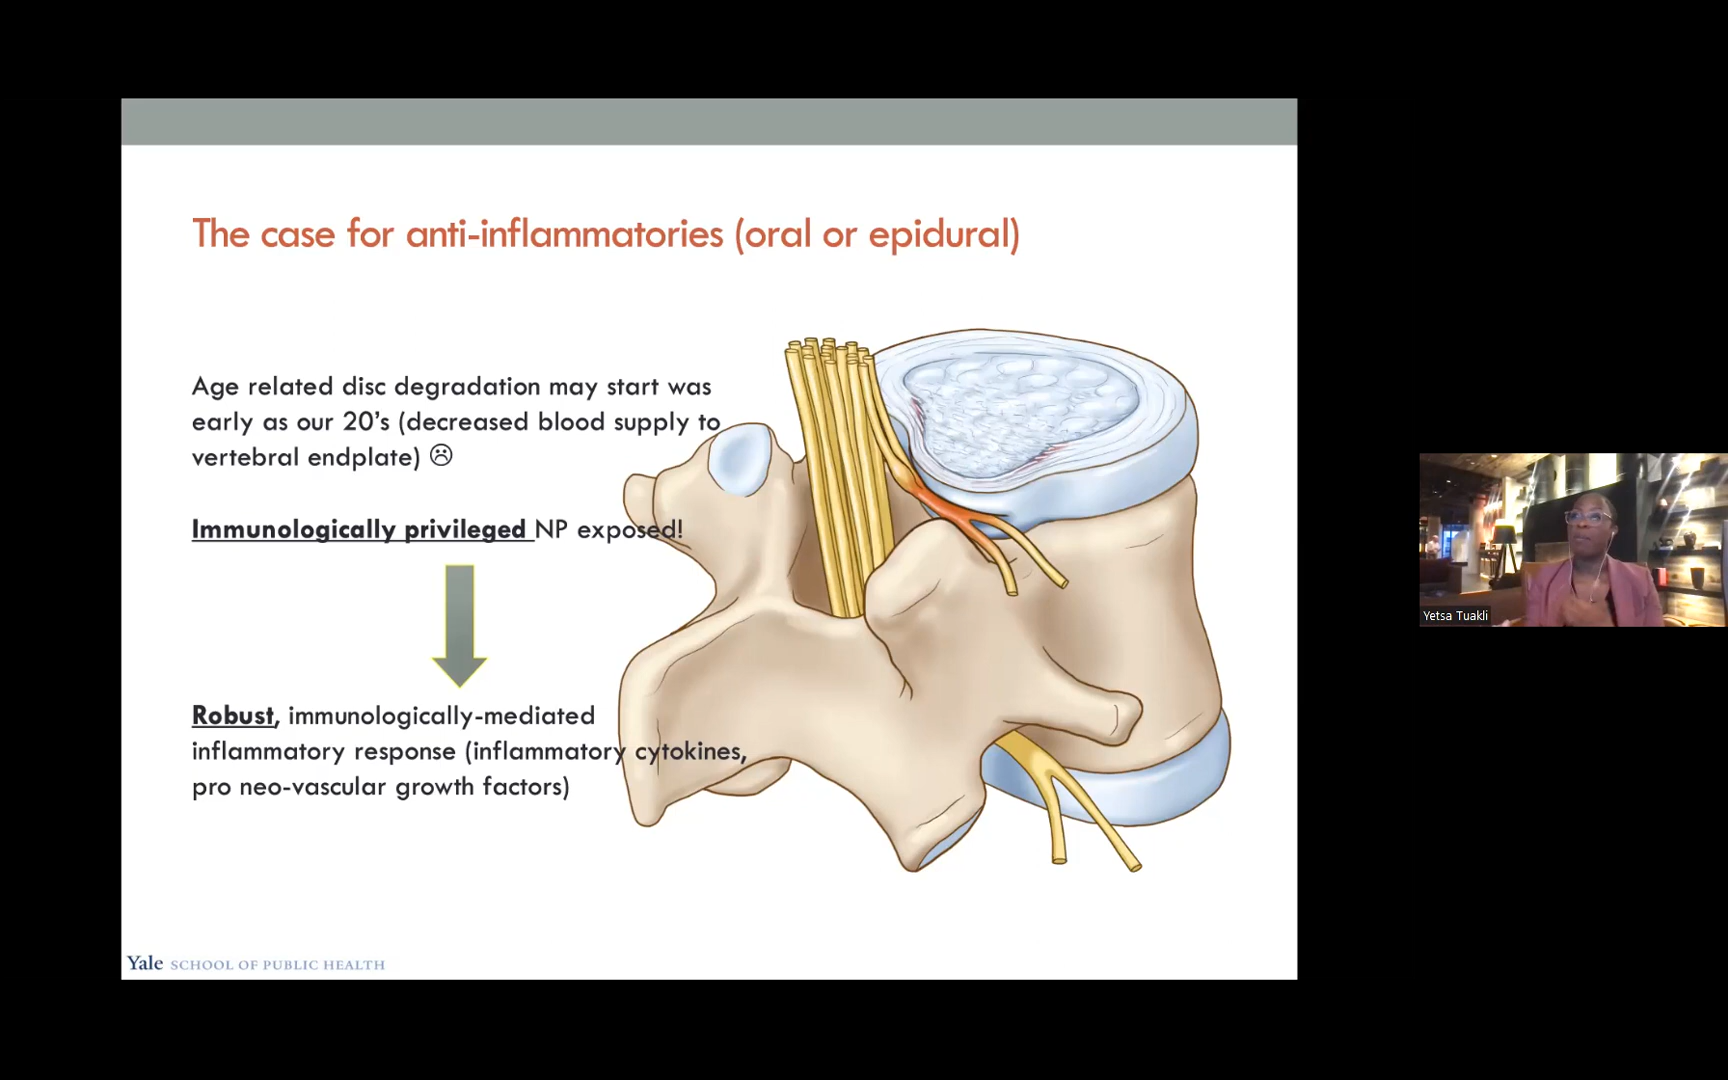 The case for anti-inflammatories (oral or epidural)
Age related disc degradation may start was
early as our 20's (decreased blood supply to
vertebral endplate) ☹
Immunologically privileged NP exposed!
Robust, immunologically-mediated
inflammatory response (inflammatory cytokines,
pro neo-vascular growth factors)
Yale SCHOOL OF PUBLIC HEALTH
Yetsa Tuakli